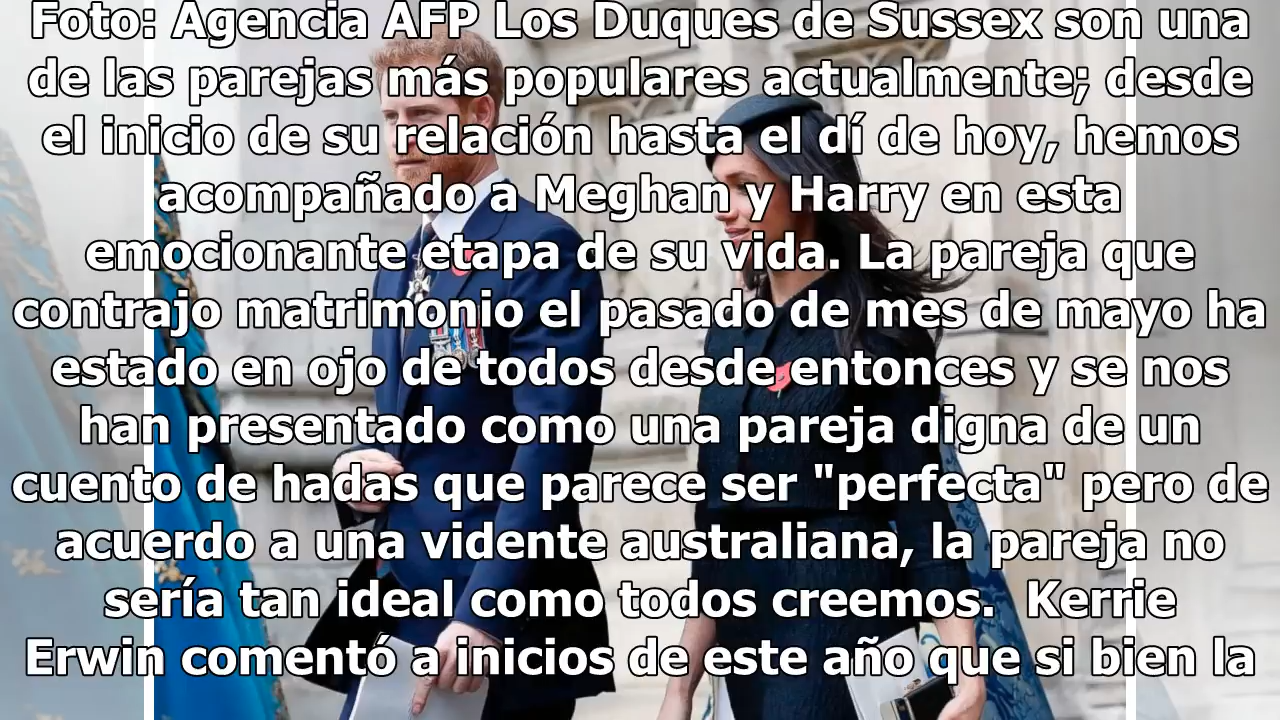 Foto: Agencia AFP Los Duques de Sussex son una
de las parejas más populares actualmente; desde
el inicio de su relación hasta el dí de hoy, hemos
acompañado a Meghan y Harry en esta
emocionante etapa de su vida. La pareja que
contrajo matrimonio el pasado de mes de mayo ha
estado en ojo de todos desde entonces y se nos
han presentado como una pareja digna de un
cuento de hadas que parece ser "perfecta" pero de
acuerdo a una vidente australiana, la pareja no
sería tan ideal como todos creemos.  Kerrie
Erwin comentó a inicios de este año que si bien la